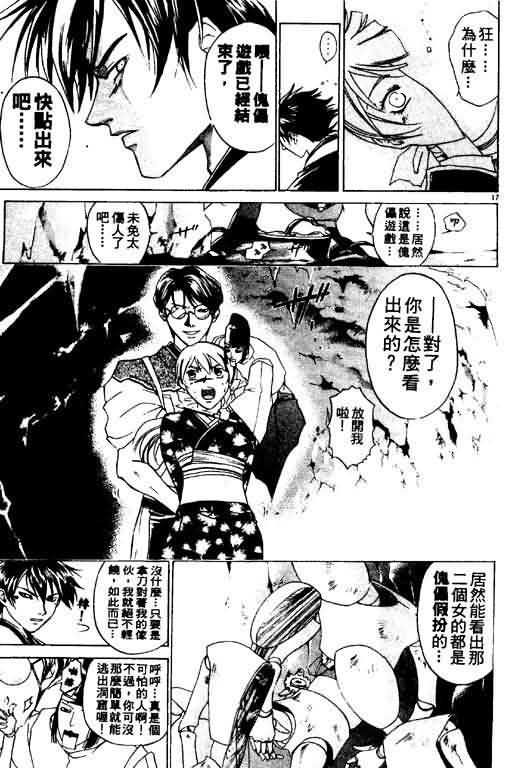 狂……
為什麼…
……
喂──傀儡
遊戲已經結
束了，
快點出來
吧……
17
……居然
說這是傀
儡遊戲…
未免太
傷人了
吧……
──對了，
你是怎麼看
出來的？
放開我
啦！
居然能看出那
二個女的都是
傀儡假扮的…
沒什麼…只要是
拿刀對著我的傢
伙，我就絕不輕
饒，如此而已…
呼呼…真是個
可怕的人啊！
不過，你可沒
那麼簡單就能
逃出洞窟喔！